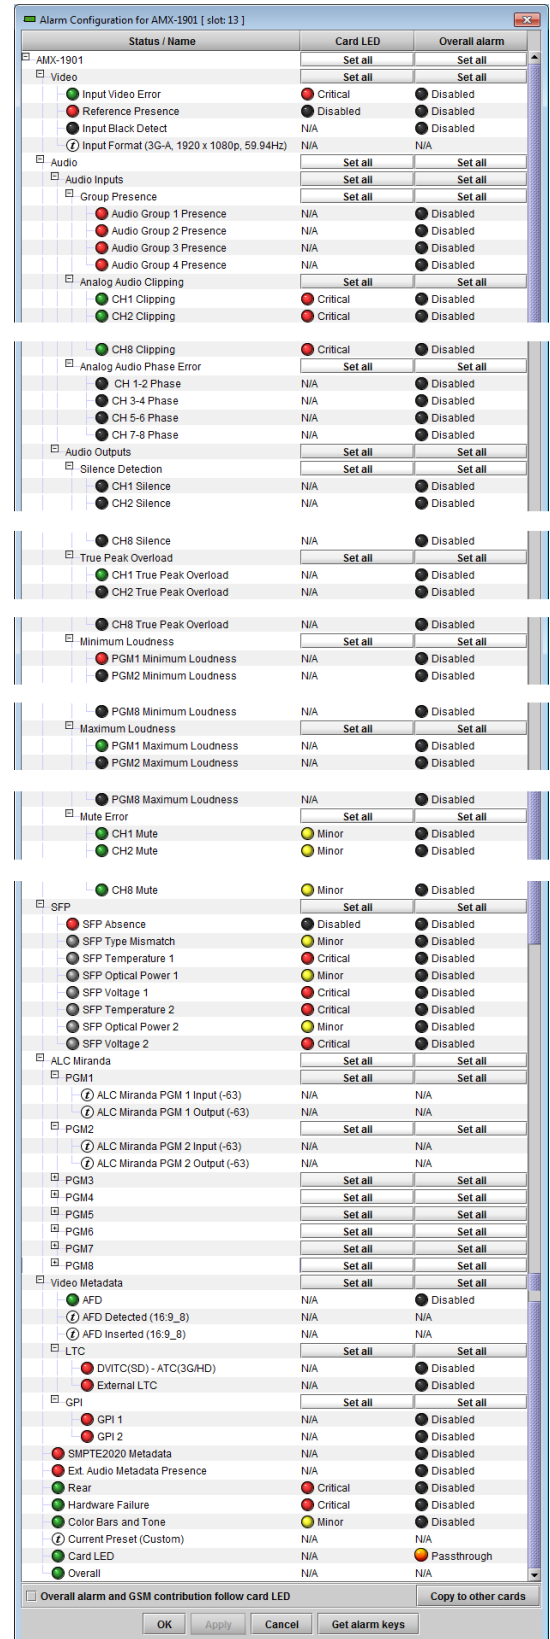 Alarm Configuration for AMX-1901 [ slot: 13 ]
Status / Name Card LED Overall alarm
AMX-1901 Set all Set all
Video Set all Set all
Input Video Error Critical Disabled
Reference Presence Disabled Disabled
Input Black Detect N/A Disabled
Input Format (3G-A, 1920 x 1080p, 59.94Hz) N/A N/A
Audio Set all Set all
Audio Inputs Set all Set all
Group Presence Set all Set all
Audio Group 1 Presence N/A Disabled
Audio Group 2 Presence N/A Disabled
Audio Group 3 Presence N/A Disabled
Audio Group 4 Presence N/A Disabled
Analog Audio Clipping Set all Set all
CH1 Clipping Critical Disabled
CH2 Clipping Critical Disabled
CH8 Clipping Critical Disabled
Analog Audio Phase Error Set all Set all
CH 1-2 Phase N/A Disabled
CH 3-4 Phase N/A Disabled
CH 5-6 Phase N/A Disabled
CH 7-8 Phase N/A Disabled
Audio Outputs Set all Set all
Silence Detection Set all Set all
CH1 Silence N/A Disabled
CH2 Silence N/A Disabled
CH8 Silence N/A Disabled
True Peak Overload Set all Set all
CH1 True Peak Overload N/A Disabled
CH2 True Peak Overload N/A Disabled
CH8 True Peak Overload N/A Disabled
Minimum Loudness Set all Set all
PGM1 Minimum Loudness N/A Disabled
PGM2 Minimum Loudness N/A Disabled
PGM8 Minimum Loudness N/A Disabled
Maximum Loudness Set all Set all
PGM1 Maximum Loudness N/A Disabled
PGM2 Maximum Loudness N/A Disabled
PGM8 Maximum Loudness N/A Disabled
Mute Error Set all Set all
CH1 Mute Minor Disabled
CH2 Mute Minor Disabled
CH8 Mute Minor Disabled
SFP Set all Set all
SFP Absence Disabled Disabled
SFP Type Mismatch Minor Disabled
SFP Temperature 1 Critical Disabled
SFP Optical Power 1 Minor Disabled
SFP Voltage 1 Critical Disabled
SFP Temperature 2 Critical Disabled
SFP Optical Power 2 Minor Disabled
SFP Voltage 2 Critical Disabled
ALC Miranda Set all Set all
PGM1 Set all Set all
ALC Miranda PGM 1 Input (-63) N/A N/A
ALC Miranda PGM 1 Output (-63) N/A N/A
PGM2 Set all Set all
ALC Miranda PGM 2 Input (-63) N/A N/A
ALC Miranda PGM 2 Output (-63) N/A N/A
PGM3 Set all Set all
PGM4 Set all Set all
PGM5 Set all Set all
PGM6 Set all Set all
PGM7 Set all Set all
PGM8 Set all Set all
Video Metadata Set all Set all
AFD N/A Disabled
AFD Detected (16:9_8) N/A N/A
AFD Inserted (16:9_8) N/A N/A
LTC Set all Set all
DVITC(SD) - ATC(3G/HD) N/A Disabled
External LTC N/A Disabled
GPI Set all Set all
GPI 1 N/A Disabled
GPI 2 N/A Disabled
SMPTE2020 Metadata N/A Disabled
Ext. Audio Metadata Presence N/A Disabled
Rear Critical Disabled
Hardware Failure Critical Disabled
Color Bars and Tone Minor Disabled
Current Preset (Custom) N/A N/A
Card LED N/A Passthrough
Overall N/A N/A
Overall alarm and GSM contribution follow card LED Copy to other cards
OK Apply Cancel Get alarm keys